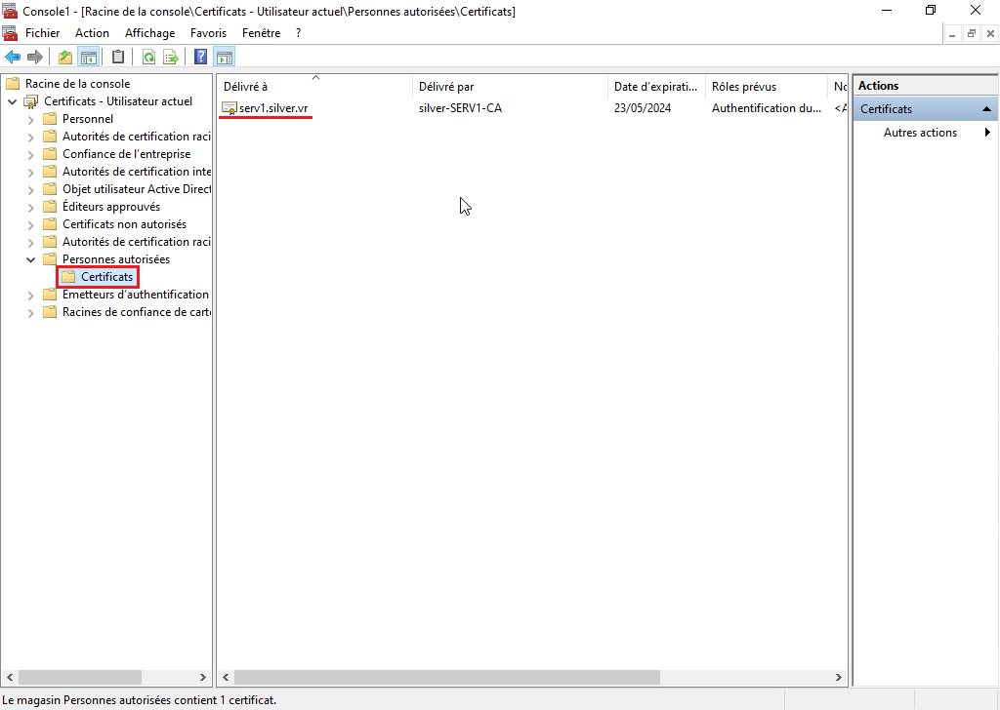 Console1 - [Racine de la console\Certificats - Utilisateur actuel\Personnes autorisées\Certificats]
Fichier Action Affichage Favoris Fenêtre ?
Racine de la console
Certificats - Utilisateur actuel
Personnel
Autorités de certification raci
Confiance de l'entreprise
Autorités de certification inte
Objet utilisateur Active Direct
Éditeurs approuvés
Certificats non autorisés
Autorités de certification raci
Personnes autorisées
Certificats
Emetteurs d'authentification
Racines de confiance de carte
Délivré à Délivré par Date d'expirati... Rôles prévus No
serv1.silver.vr silver-SERV1-CA 23/05/2024 Authentification du... <A
Actions
Certificats
Autres actions
Le magasin Personnes autorisées contient 1 certificat.